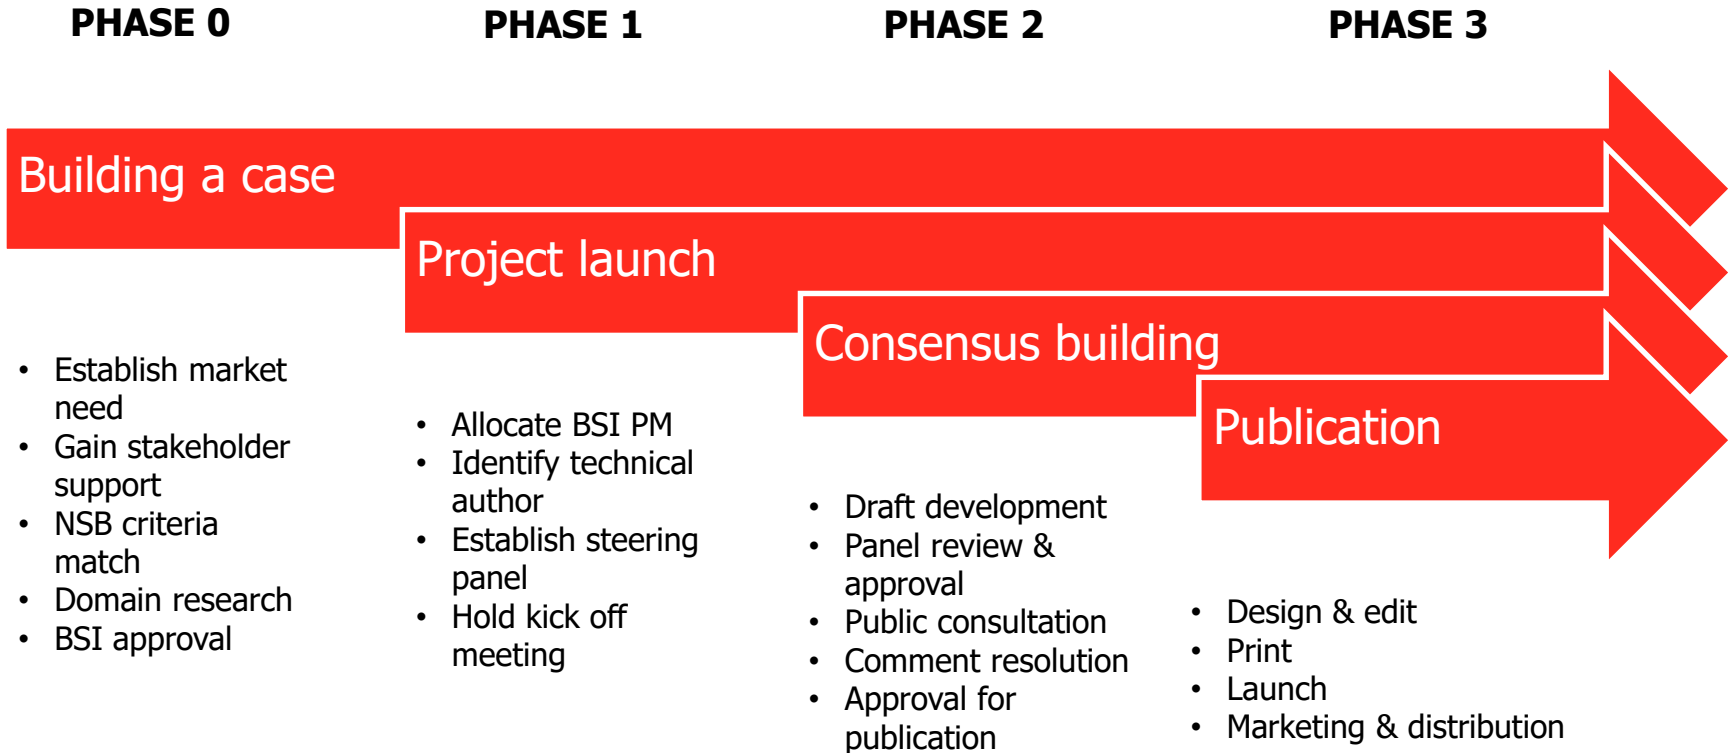 PHASE 0
PHASE 1
PHASE 2
PHASE 3
Building a case
Project launch
Consensus building
Publication
• Establish market
need
• Gain stakeholder
support
• NSB criteria
match
• Domain research
• BSI approval
• Allocate BSI PM
• Identify technical
author
• Establish steering
panel
• Hold kick off
meeting
• Draft development
• Panel review &
approval
• Public consultation
• Comment resolution
• Approval for
publication
• Design & edit
• Print
• Launch
• Marketing & distribution